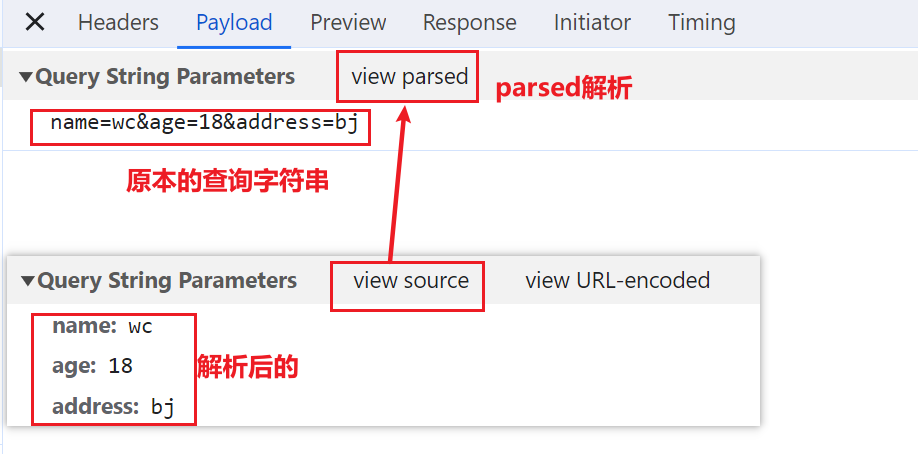 ✕ Headers Payload Preview Response Initiator Timing
▼Query String Parameters view parsed parsed解析
name=wc&age=18&address=bj
原本的查询字符串
▼Query String Parameters view source view URL-encoded
name: wc
age: 18 解析后的
address: bj